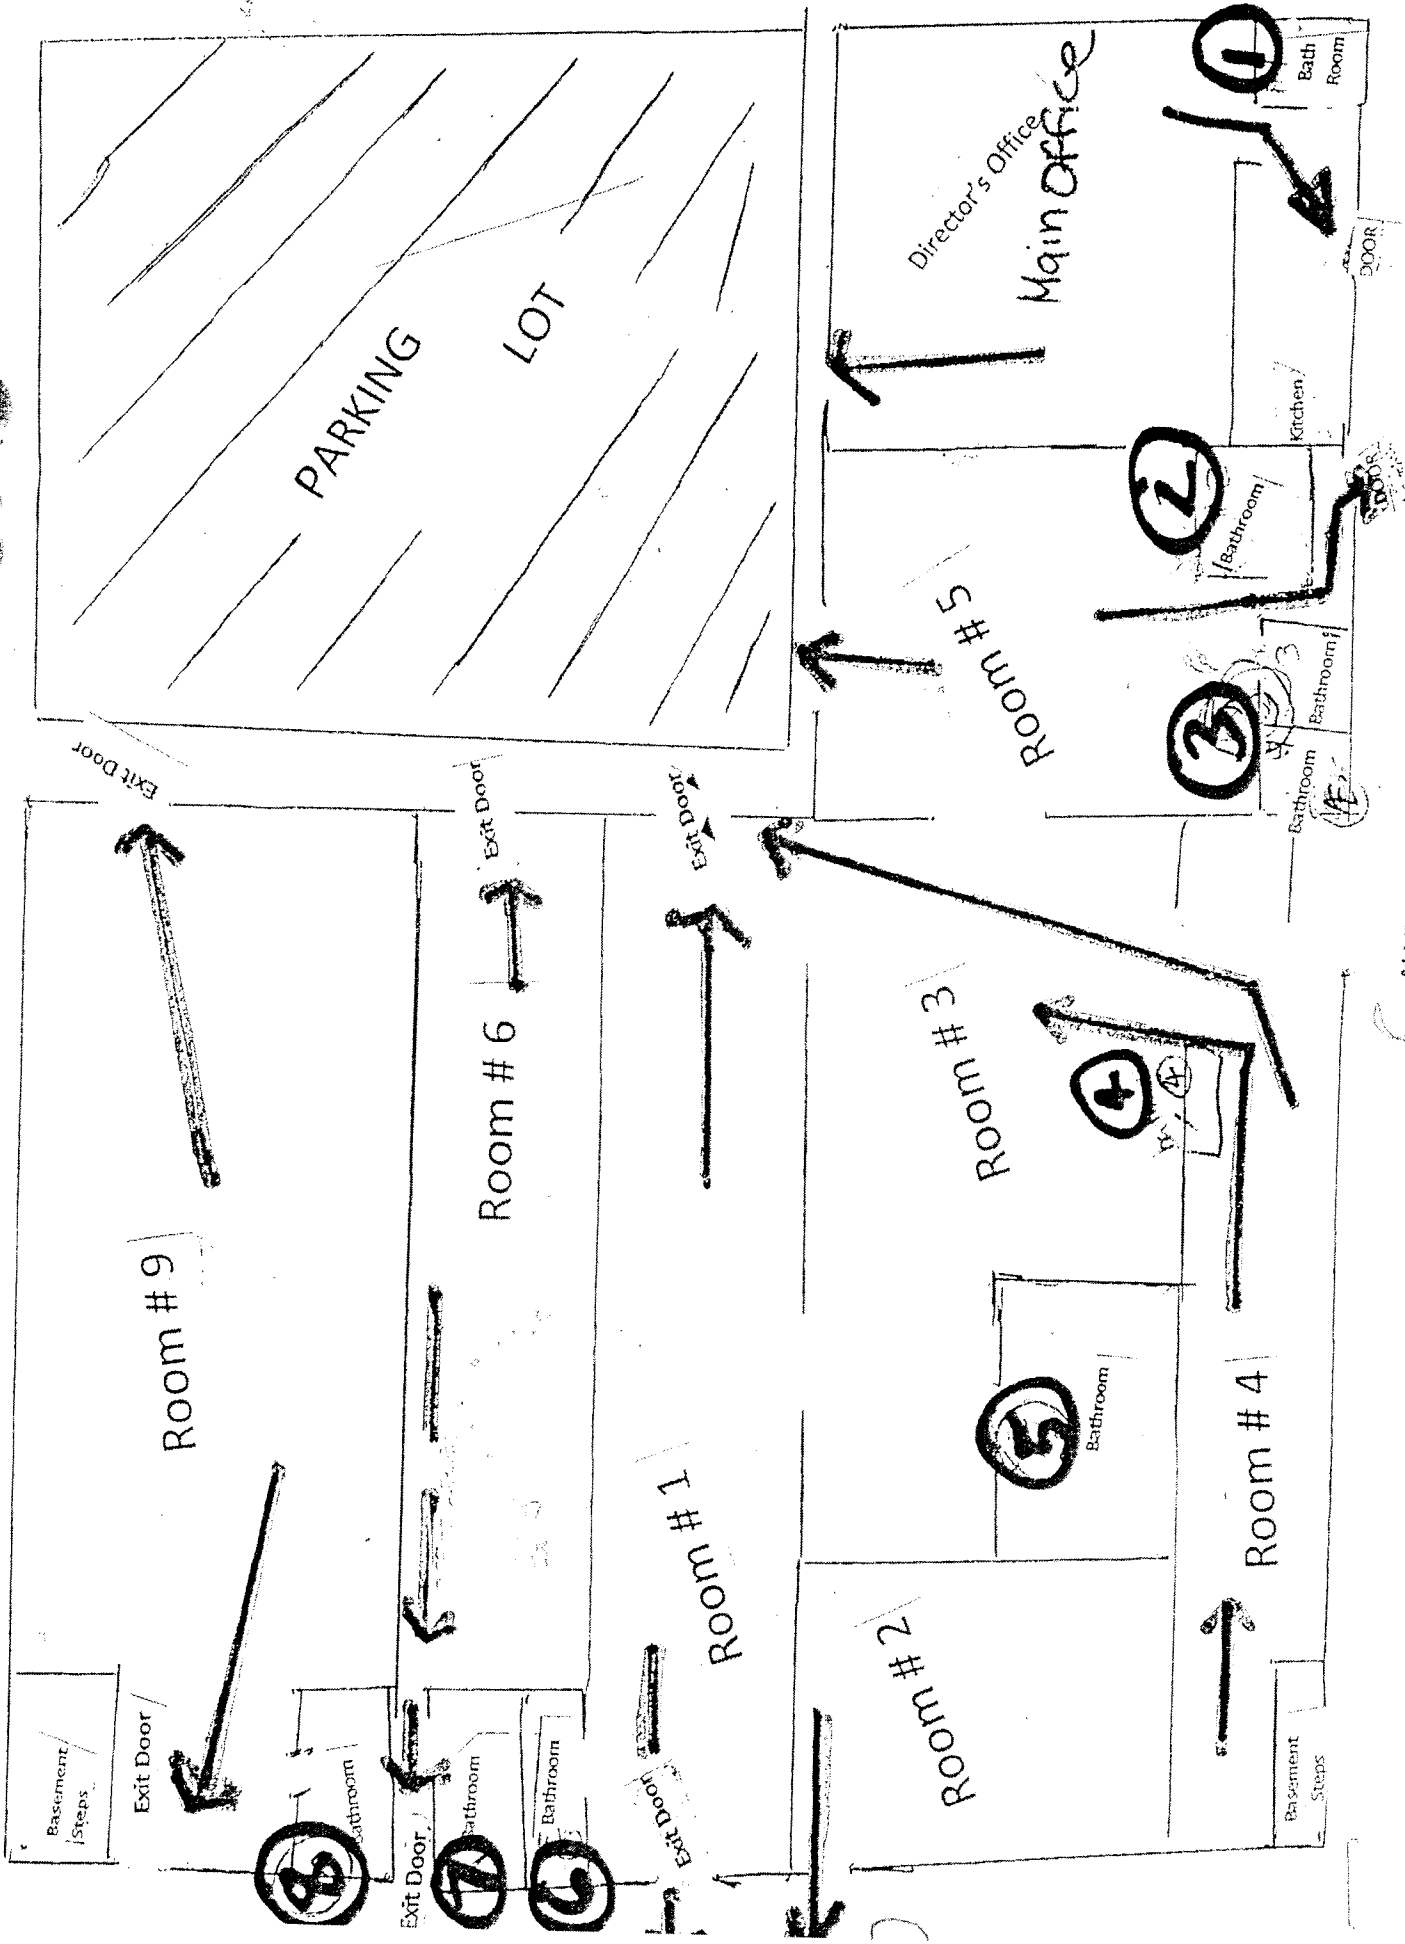 Exit Door
PARKING
LOT
Director's Office
Main Office
1
Bath
Room
DOOR
Kitchen
2
Bathroom
DOOR
Room # 5
3
3
Bathroom
Bathroom
Exit Door
Exit Door
Room # 9
Room # 6
Room # 3
4
4
Room # 1
5
Bathroom
Room # 4
Room # 2
Basement
Steps
Exit Door
8
Bathroom
Exit Door
7
Bathroom
6
Bathroom
Exit Door
Basement
Steps